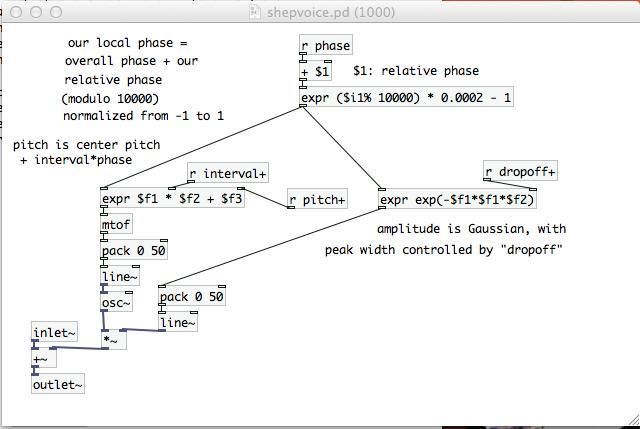 shepvoice.pd (1000)
our local phase =
overall phase + our
relative phase
(modulo 10000)
normalized from -1 to 1
r phase
+ $1
$1: relative phase
expr ($i1% 10000) * 0.0002 - 1
pitch is center pitch
+ interval*phase
r interval+
r dropoff+
expr $f1 * $f2 + $f3
r pitch+
expr exp(-$f1*$f1*$f2)
mtof
amplitude is Gaussian, with
peak width controlled by "dropoff"
pack 0 50
line~
osc~
pack 0 50
line~
inlet~
*~
+~
outlet~